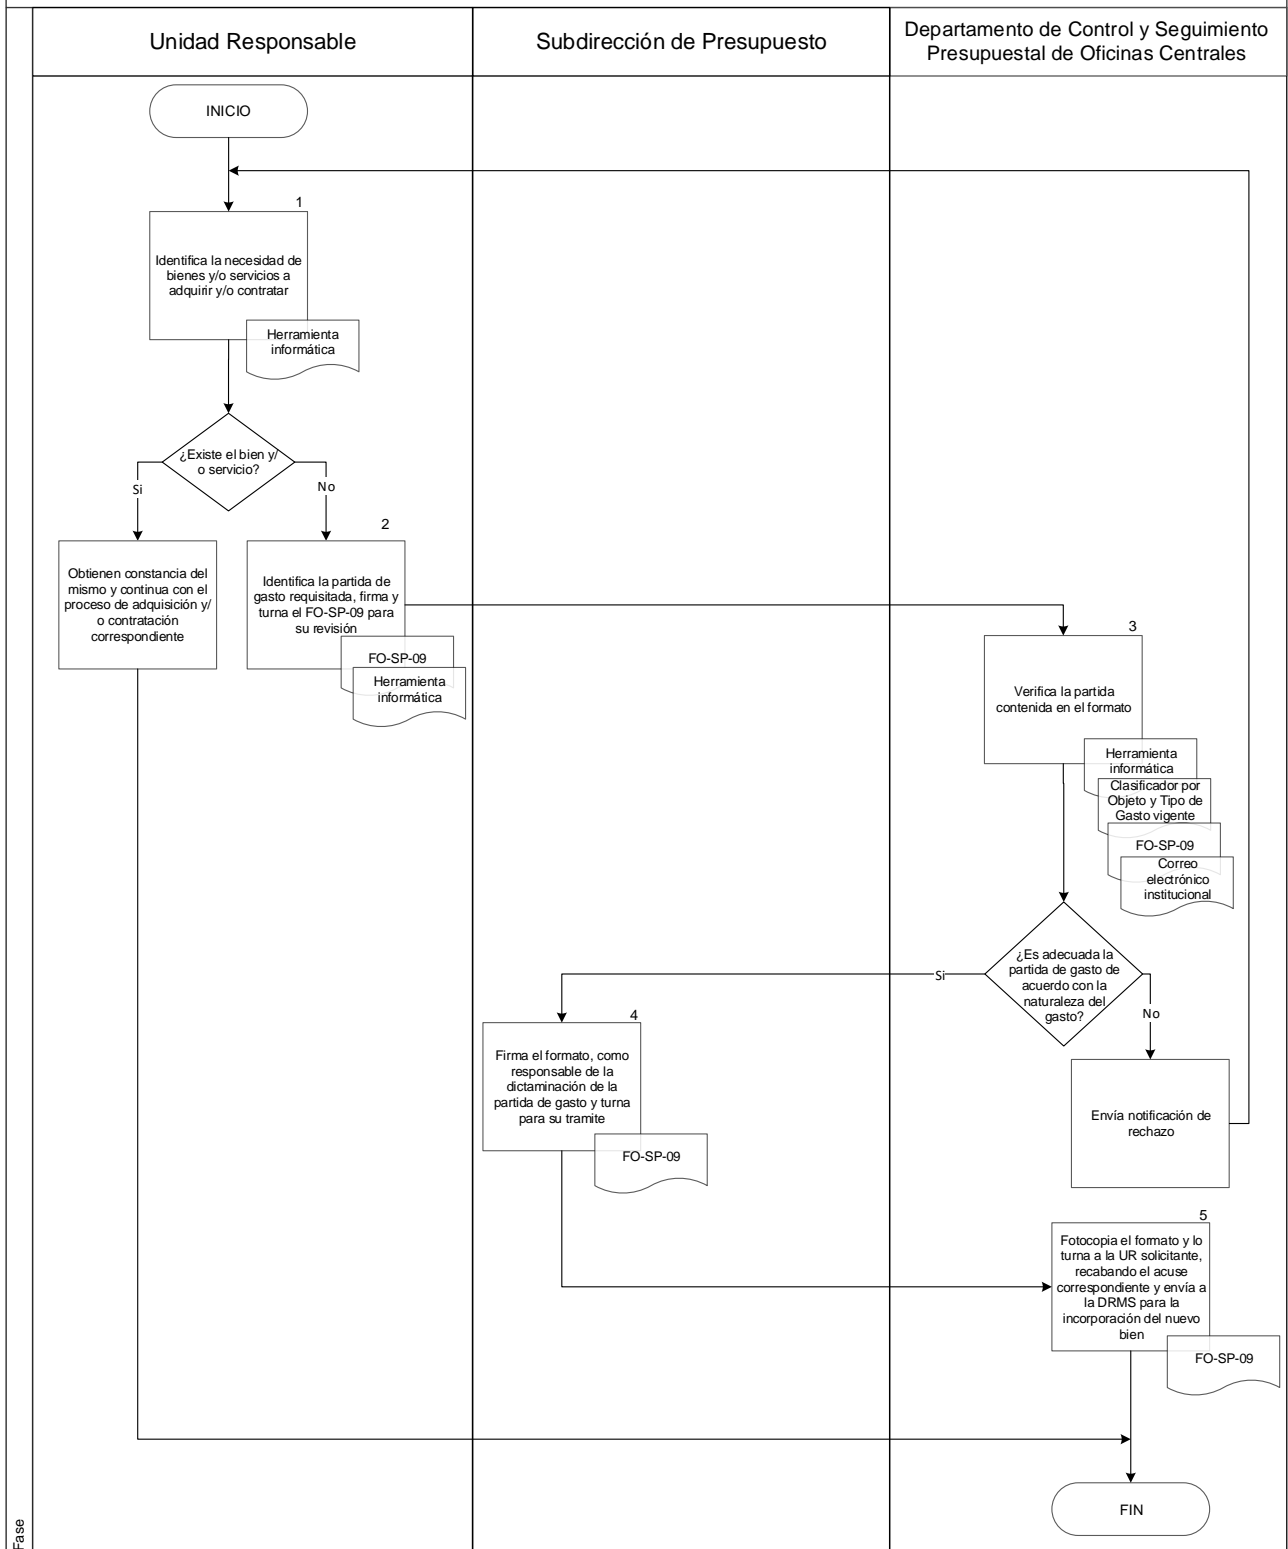 Unidad Responsable
Subdirección de Presupuesto
Departamento de Control y Seguimiento
Presupuestal de Oficinas Centrales
INICIO
1
Identifica la necesidad de
bienes y/o servicios a
adquirir y/o contratar
Herramienta
informática
¿Existe el bien y/
o servicio?
Si
No
Obtienen constancia del
mismo y continua con el
proceso de adquisición y/
o contratación
correspondiente
2
Identifica la partida de
gasto requisitada, firma y
turna el FO-SP-09 para
su revisión
FO-SP-09
Herramienta
informática
3
Verifica la partida
contenida en el formato
Herramienta
informática
Clasificador por
Objeto y Tipo de
Gasto vigente
FO-SP-09
Correo
electrónico
institucional
¿Es adecuada la
partida de gasto de
acuerdo con la
naturaleza del
gasto?
Si
No
4
Firma el formato, como
responsable de la
dictaminación de la
partida de gasto y turna
para su tramite
FO-SP-09
Envía notificación de
rechazo
5
Fotocopia el formato y lo
turna a la UR solicitante,
recabando el acuse
correspondiente y envía a
la DRMS para la
incorporación del nuevo
bien
FO-SP-09
FIN
Fase